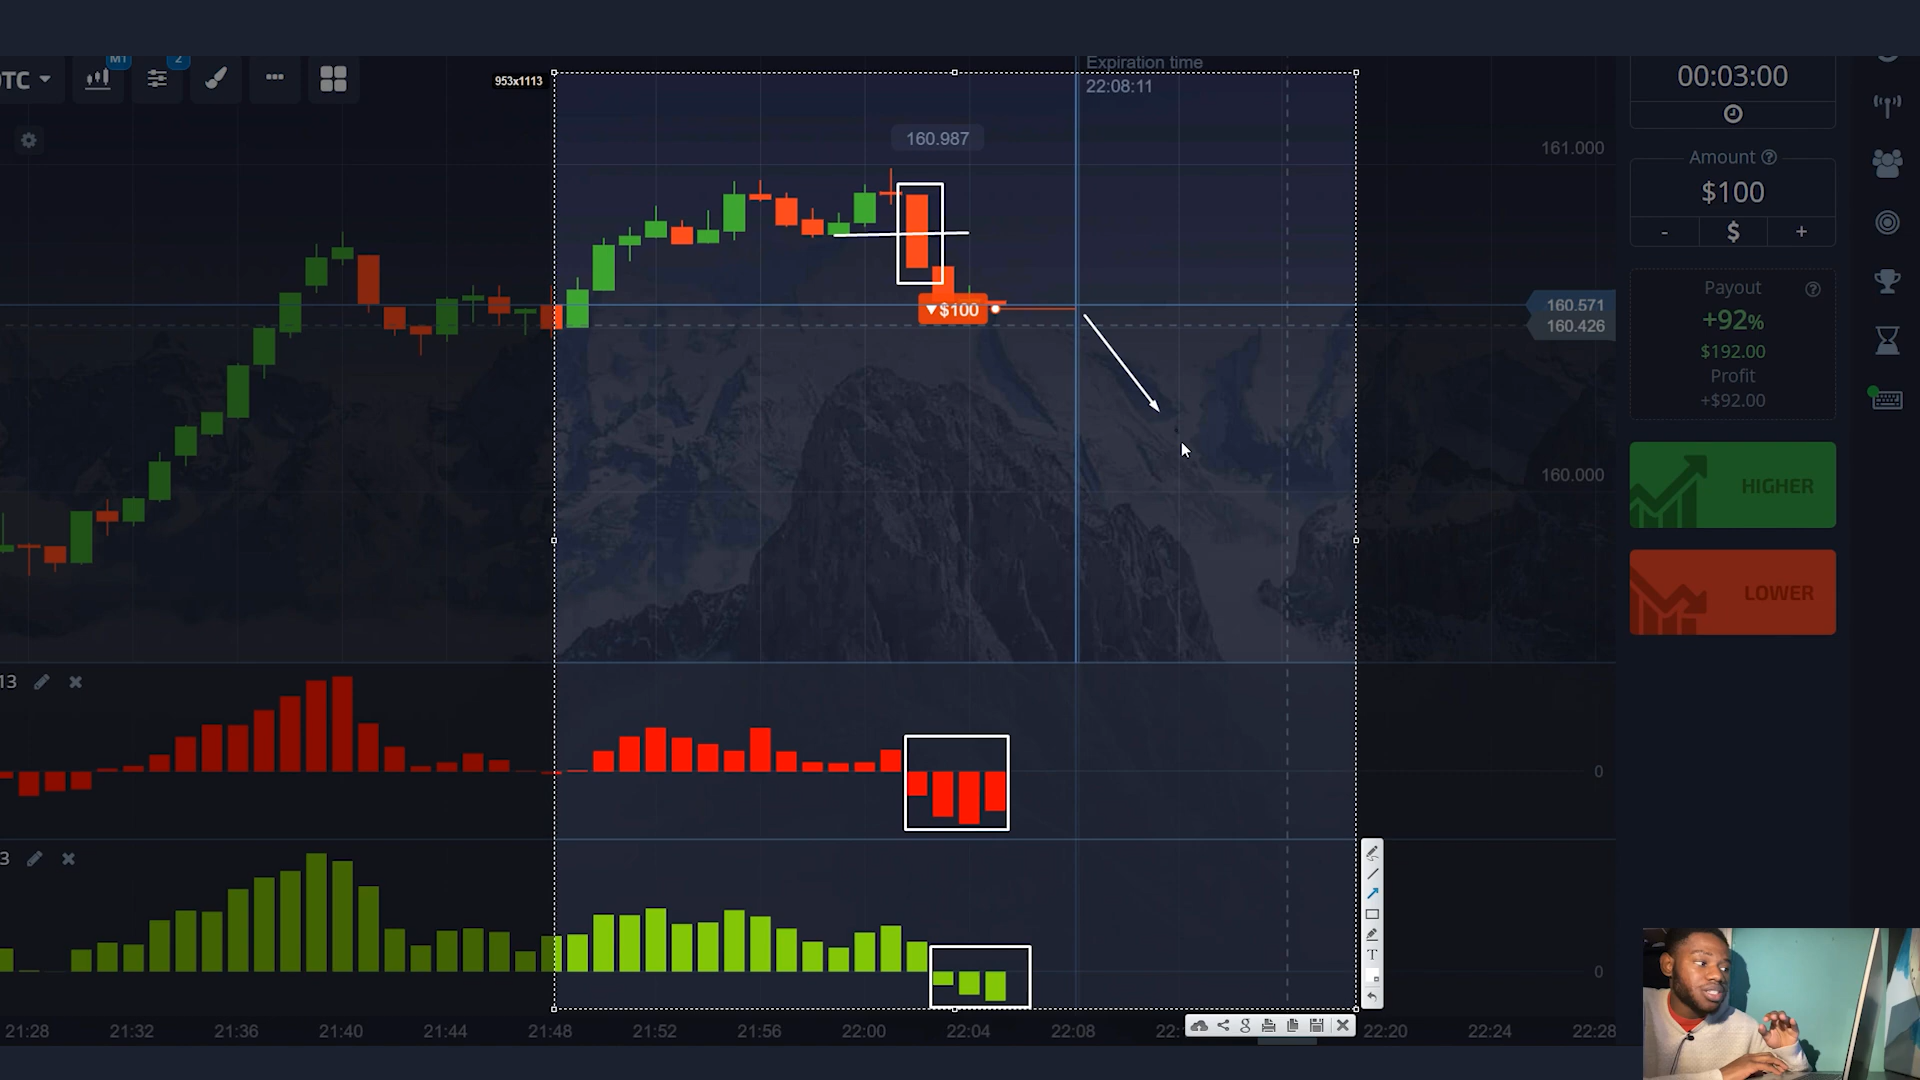 Expiration time
22:08:11
TC
M1
2
953x1113
00:03:00
160.987
161.000
Amount
$100
- $ +
Payout
+92%
$192.00
Profit
+$92.00
▼$100
160.571
160.426
160.000
HIGHER
LOWER
13
0
3
0
T
21:28 21:32 21:36 21:40 21:44 21:48 21:52 21:56 22:00 22:04 22:08 22: 22:20 22:24 22:28